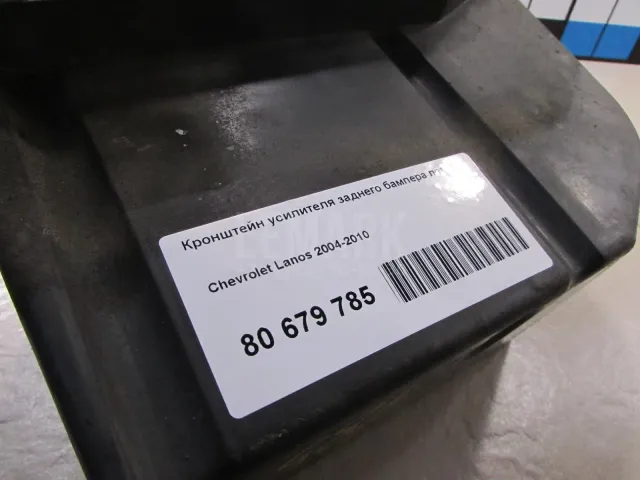 Кронштейн усилителя заднего бампера
Chevrolet Lanos 2004-2010
80 679 785